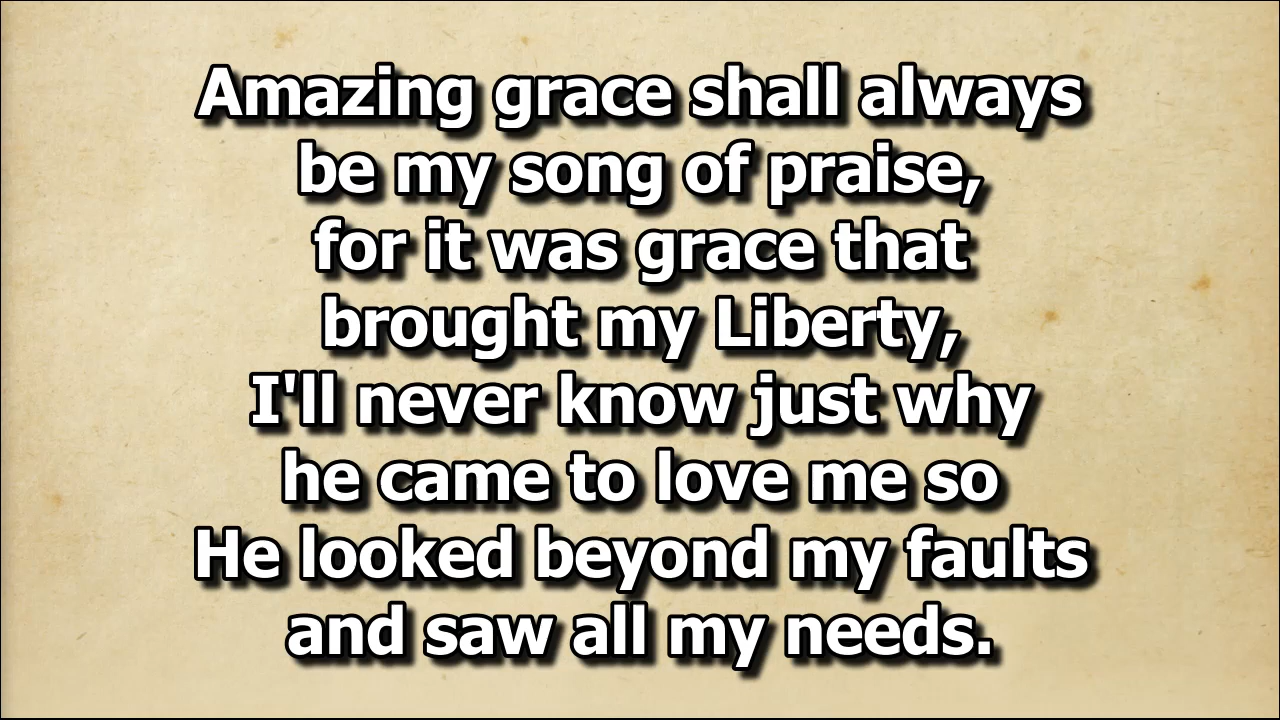 Amazing grace shall always
be my song of praise,
for it was grace that
brought my Liberty,
I'll never know just why
he came to love me so
He looked beyond my faults
and saw all my needs.